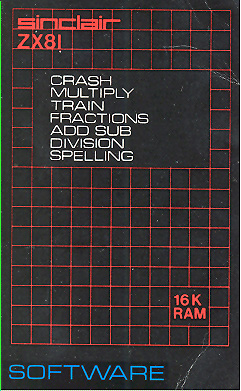 sinclair
ZX81
CRASH
MULTIPLY
TRAIN
FRACTIONS
ADD SUB
DIVISION
SPELLING
16K
RAM
SOFTWARE